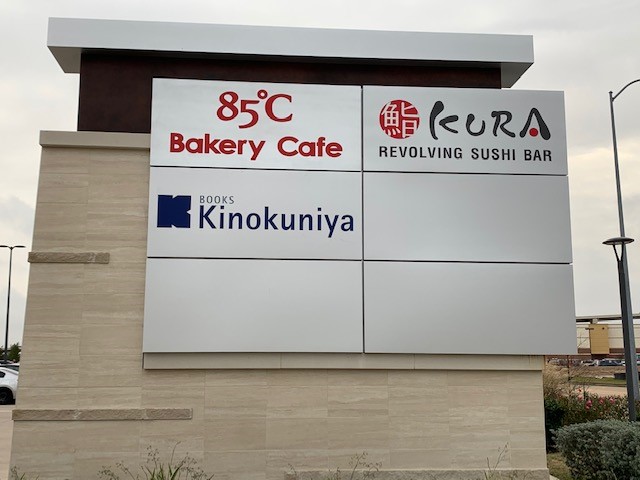 85°C
Bakery Cafe
鮨 KURA
REVOLVING SUSHI BAR
BOOKS
Kinokuniya